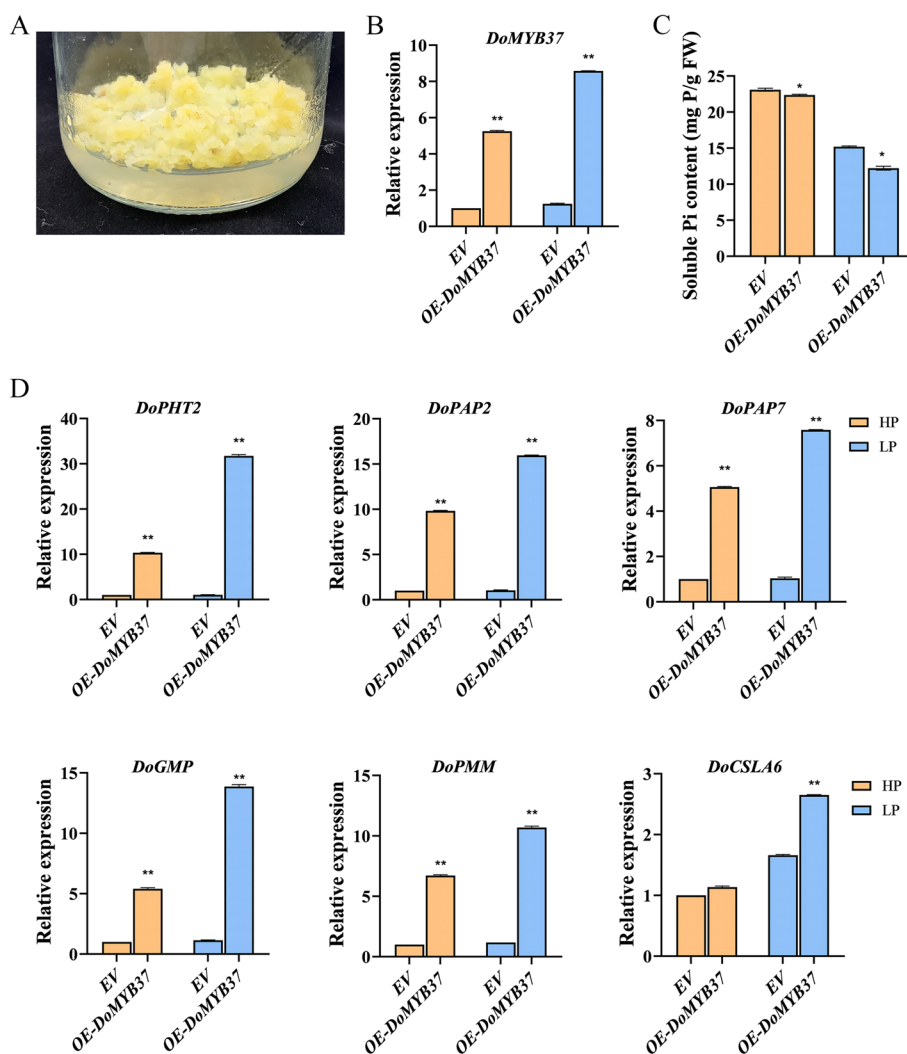 A
B
DoMYB37
Relative expression
10
8
6
4
2
0
**
**
EV
OE-DoMYB37
EV
OE-DoMYB37
C
Soluble Pi content (mg P/g FW)
25
20
15
10
5
0
*
*
EV
OE-DoMYB37
EV
OE-DoMYB37
D
DoPHT2
Relative expression
40
30
20
10
0
**
**
EV
OE-DoMYB37
EV
OE-DoMYB37
DoPAP2
Relative expression
20
15
10
5
0
**
**
EV
OE-DoMYB37
EV
OE-DoMYB37
DoPAP7
Relative expression
8
6
4
2
0
**
**
EV
OE-DoMYB37
EV
OE-DoMYB37
HP
LP
DoGMP
Relative expression
15
10
5
0
**
**
EV
OE-DoMYB37
EV
OE-DoMYB37
DoPMM
Relative expression
15
10
5
0
**
**
EV
OE-DoMYB37
EV
OE-DoMYB37
DoCSLA6
Relative expression
3
2
1
0
**
EV
OE-DoMYB37
EV
OE-DoMYB37
HP
LP